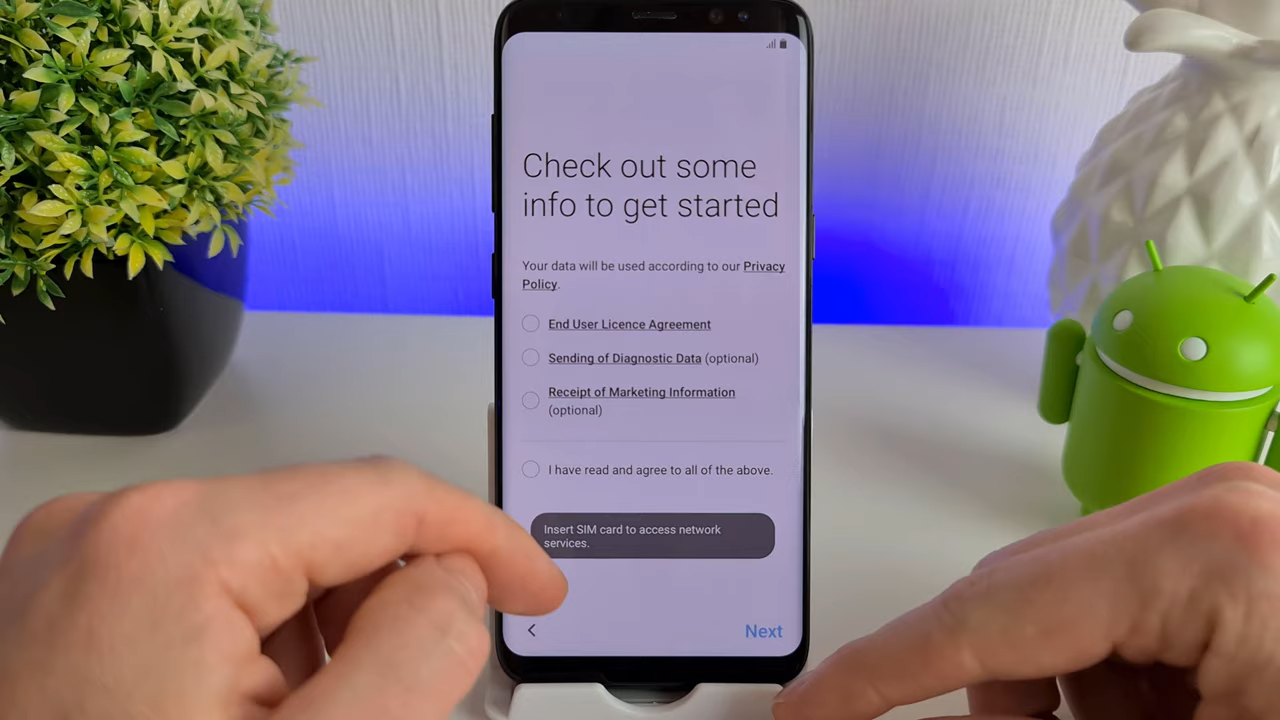 Check out some
info to get started
Your data will be used according to our Privacy
Policy.
End User Licence Agreement
Sending of Diagnostic Data (optional)
Receipt of Marketing Information
(optional)
I have read and agree to all of the above.
Insert SIM card to access network
services.
Next